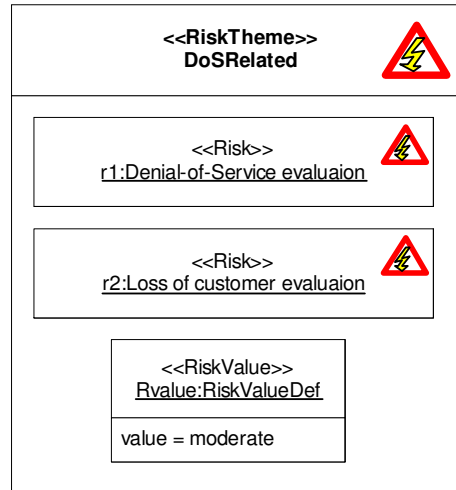 <<RiskTheme>>
DoSRelated
<<Risk>>
r1:Denial-of-Service evaluaion
<<Risk>>
r2:Loss of customer evaluaion
<<RiskValue>>
Rvalue:RiskValueDef
value = moderate